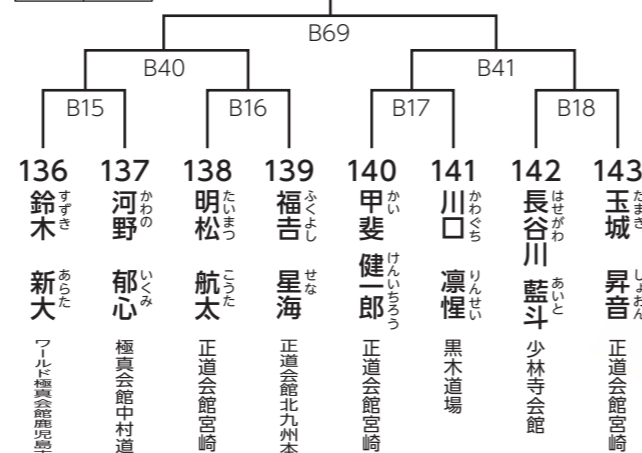 B69
B40
B41
B15
B16
B17
B18
136
137
138
139
140
141
142
143
鈴木 新大
すずき あらた
ワールド極真会館鹿児島
河野 郁心
かわの いくみ
極真会館中村道
明松 航太
たいまつ こうた
正道会館宮崎
福吉 星海
ふくよし せな
正道会館北九州本
甲斐 健一郎
かい けんいちろう
正道会館宮崎
川口 凛惺
かわぐち りんせい
黒木道場
長谷川 藍斗
はせがわ あいと
少林寺会館
玉城 昇音
たまき しょおん
正道会館宮崎